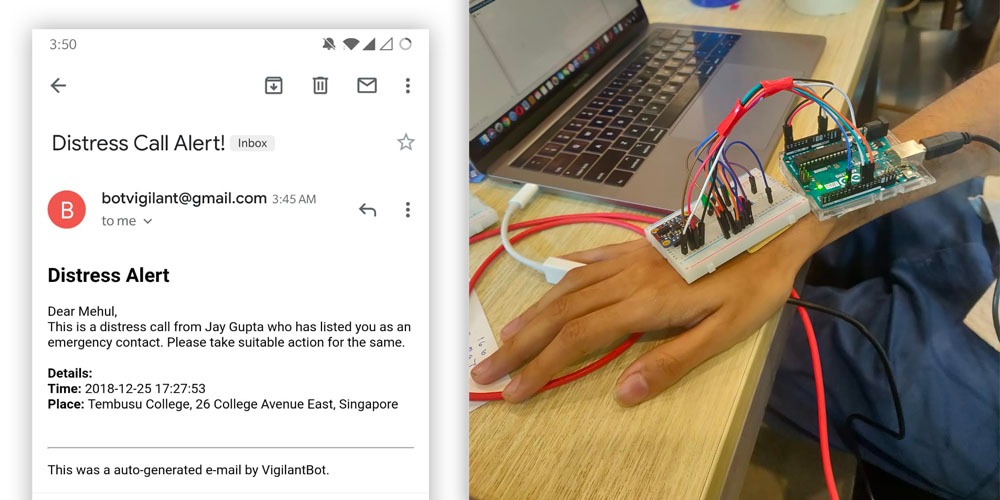 3:50
Distress Call Alert! Inbox
B
botvigilant@gmail.com 3:45 AM
to me
Distress Alert
Dear Mehul,
This is a distress call from Jay Gupta who has listed you as an
emergency contact. Please take suitable action for the same.
Details:
Time: 2018-12-25 17:27:53
Place: Tembusu College, 26 College Avenue East, Singapore
This was a auto-generated e-mail by VigilantBot.